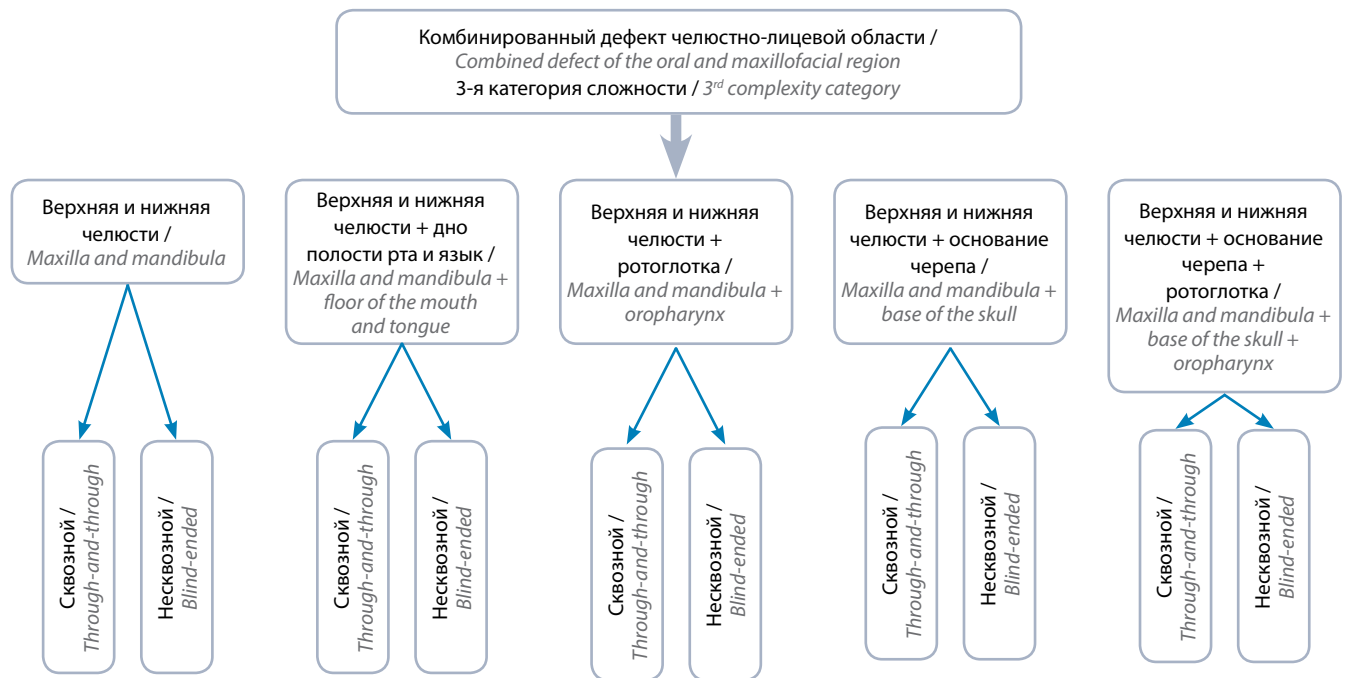 Комбинированный дефект челюстно-лицевой области /
Combined defect of the oral and maxillofacial region
3-я категория сложности / 3rd complexity category
Верхняя и нижняя
челюсти /
Maxilla and mandibula
Верхняя и нижняя
челюсти + дно
полости рта и язык /
Maxilla and mandibula +
floor of the mouth
and tongue
Верхняя и нижняя
челюсти +
ротоглотка /
Maxilla and mandibula +
oropharynx
Верхняя и нижняя
челюсти + основание
черепа /
Maxilla and mandibula +
base of the skull
Верхняя и нижняя
челюсти + основание
черепа +
ротоглотка /
Maxilla and mandibula +
base of the skull +
oropharynx
Сквозной /
Through-and-through
Несквозной /
Blind-ended
Сквозной /
Through-and-through
Несквозной /
Blind-ended
Сквозной /
Through-and-through
Несквозной /
Blind-ended
Сквозной /
Through-and-through
Несквозной /
Blind-ended
Сквозной /
Through-and-through
Несквозной /
Blind-ended